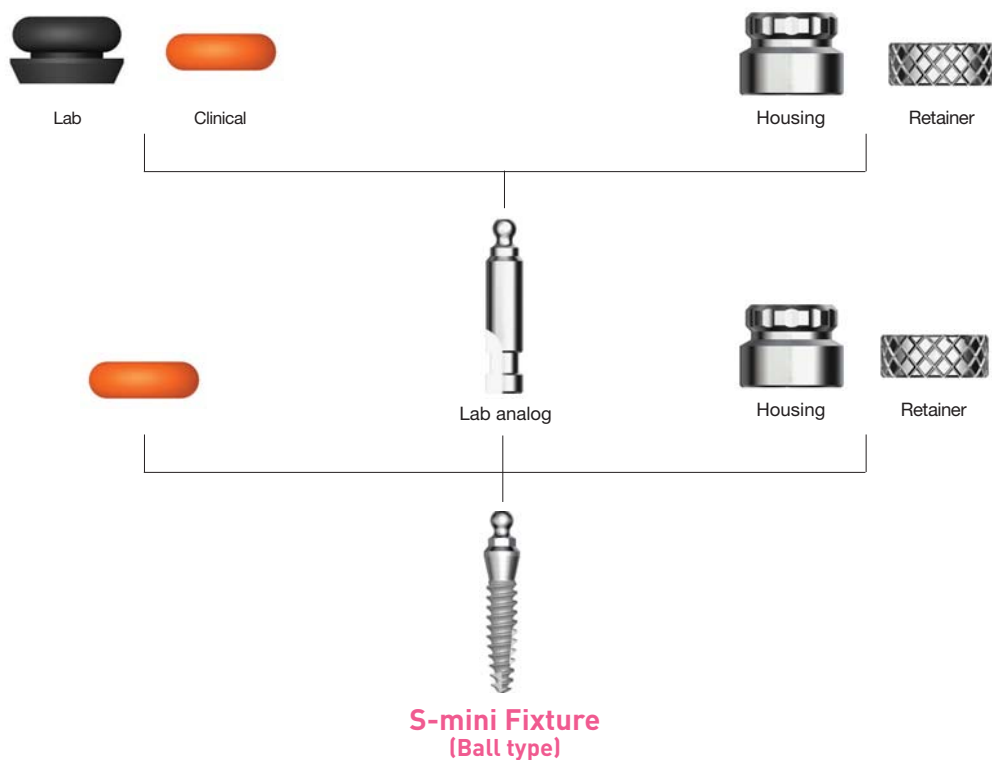 Lab
Clinical
Housing
Retainer
Lab analog
Housing
Retainer
S-mini Fixture
(Ball type)